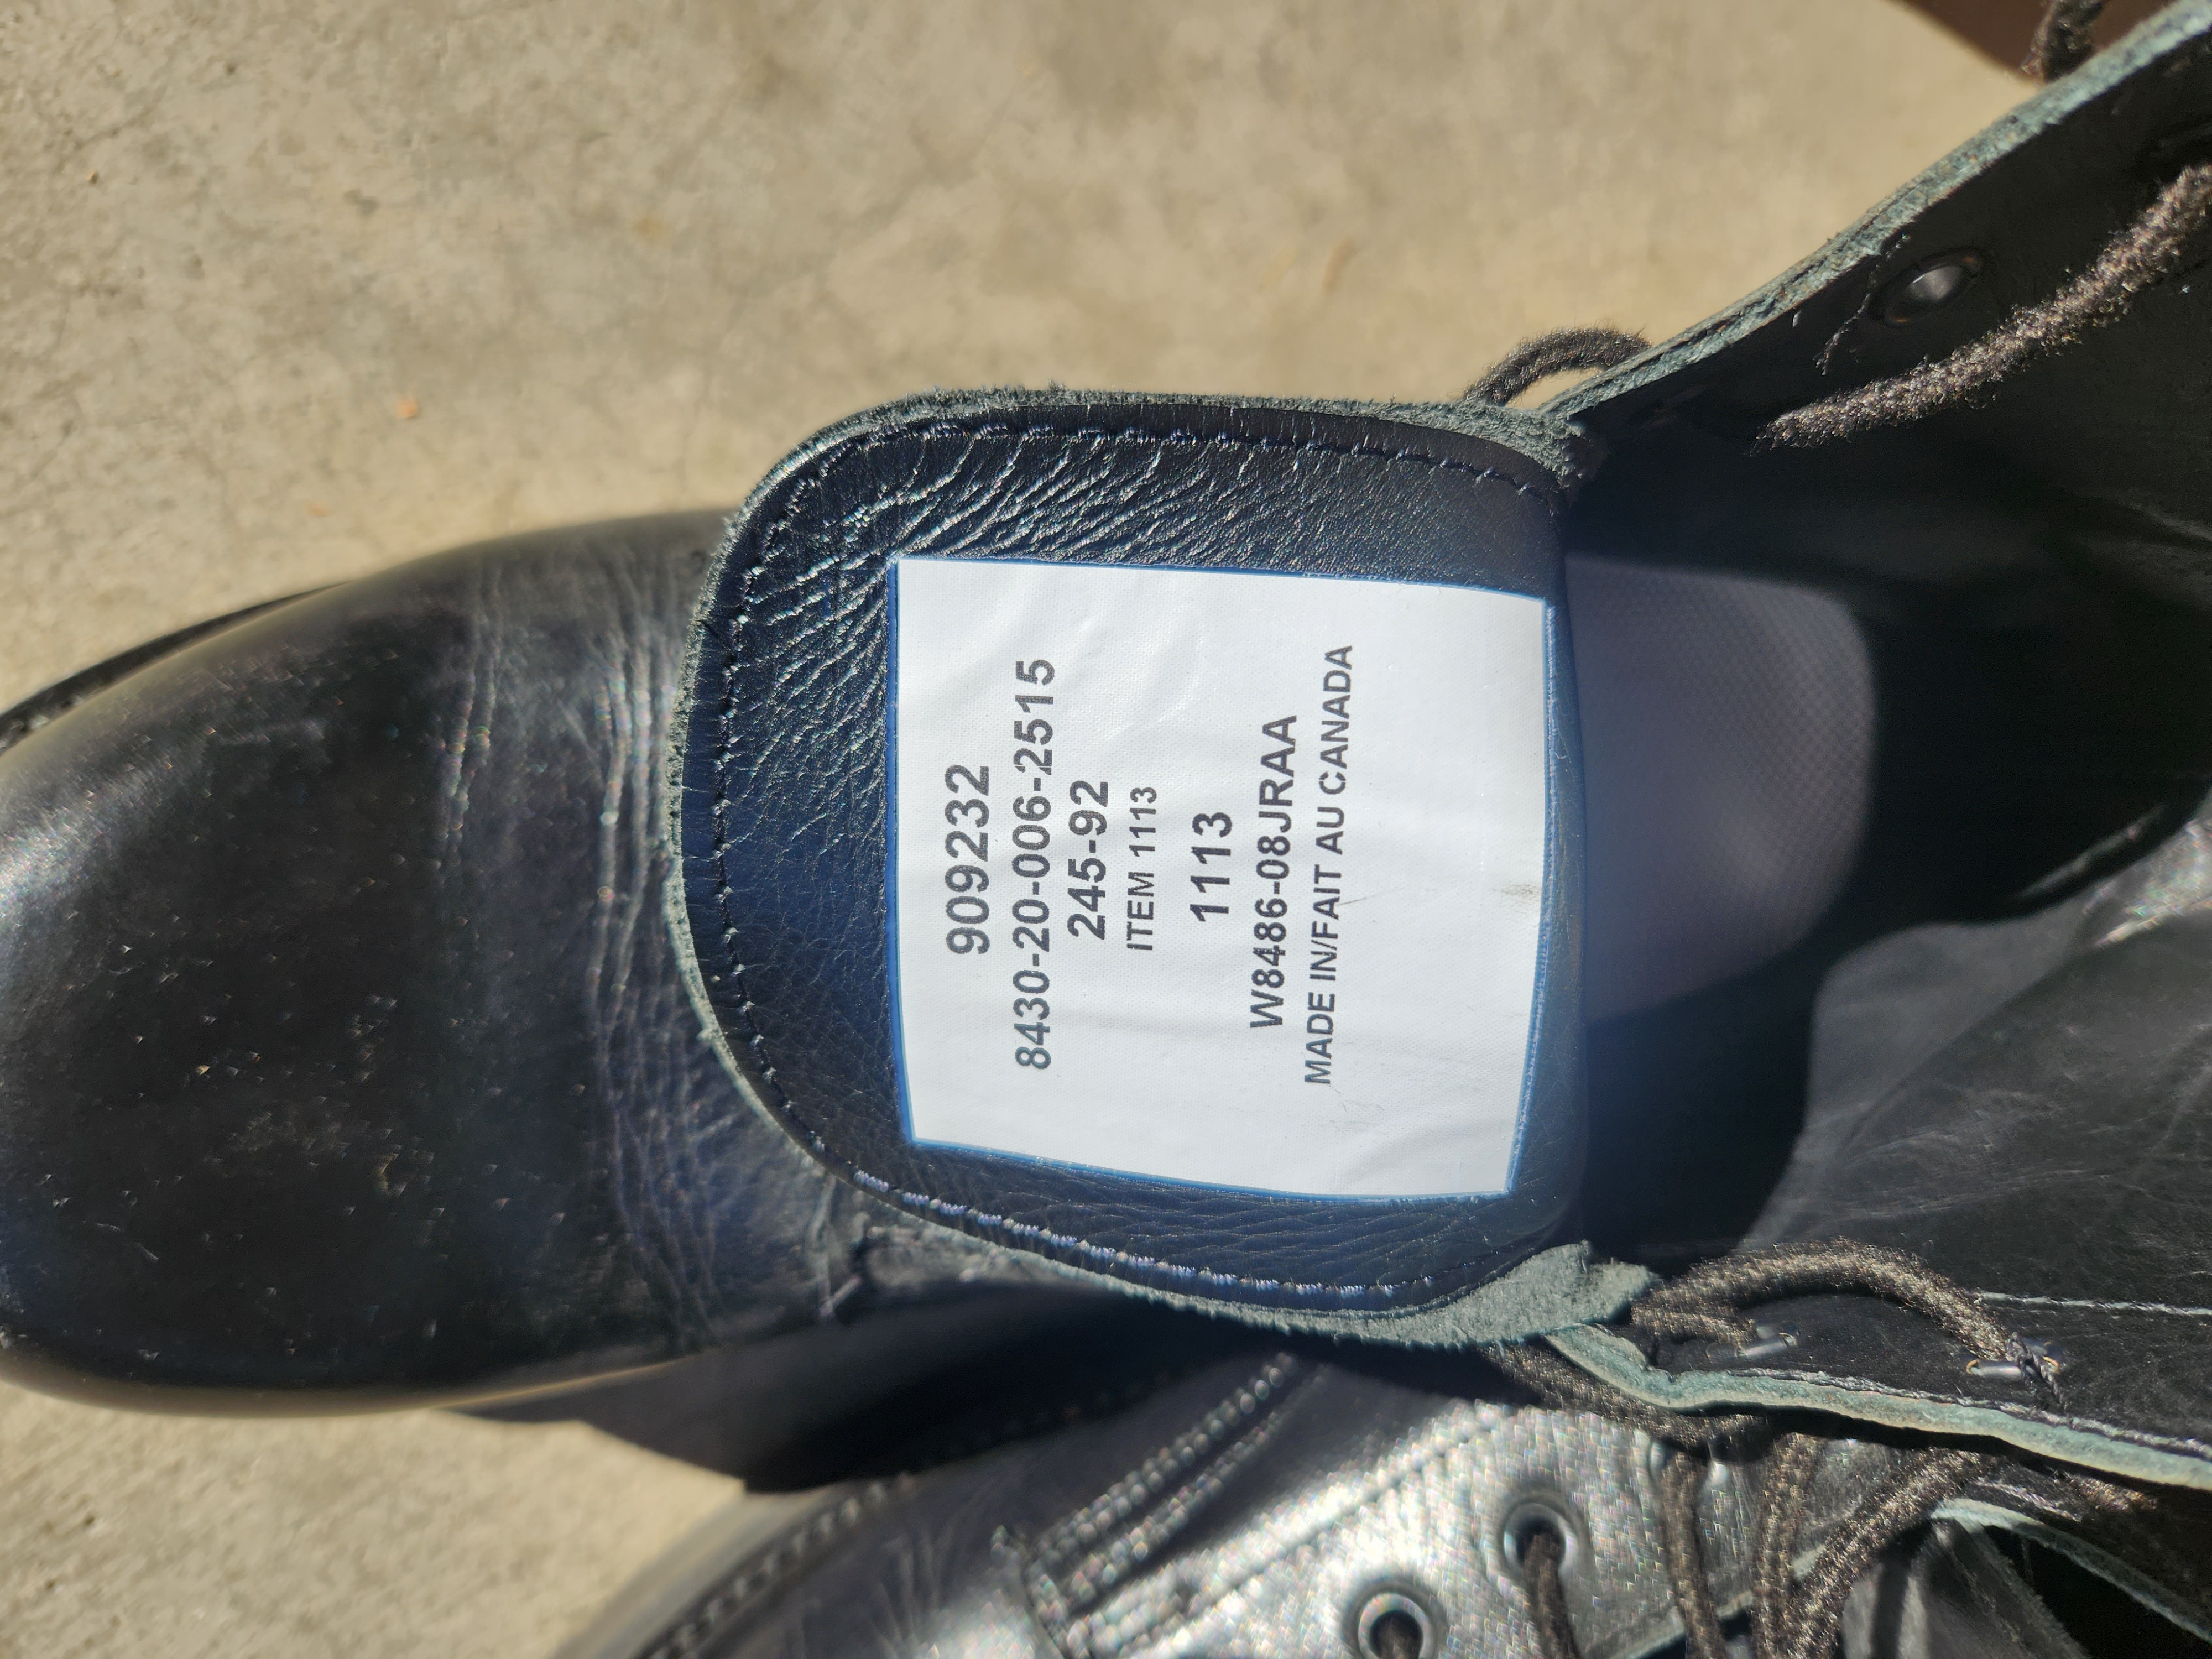 909232
8430-20-006-2515
245-92
ITEM 1113
1113
W8486-08JRAA
MADE IN/FAIT AU CANADA